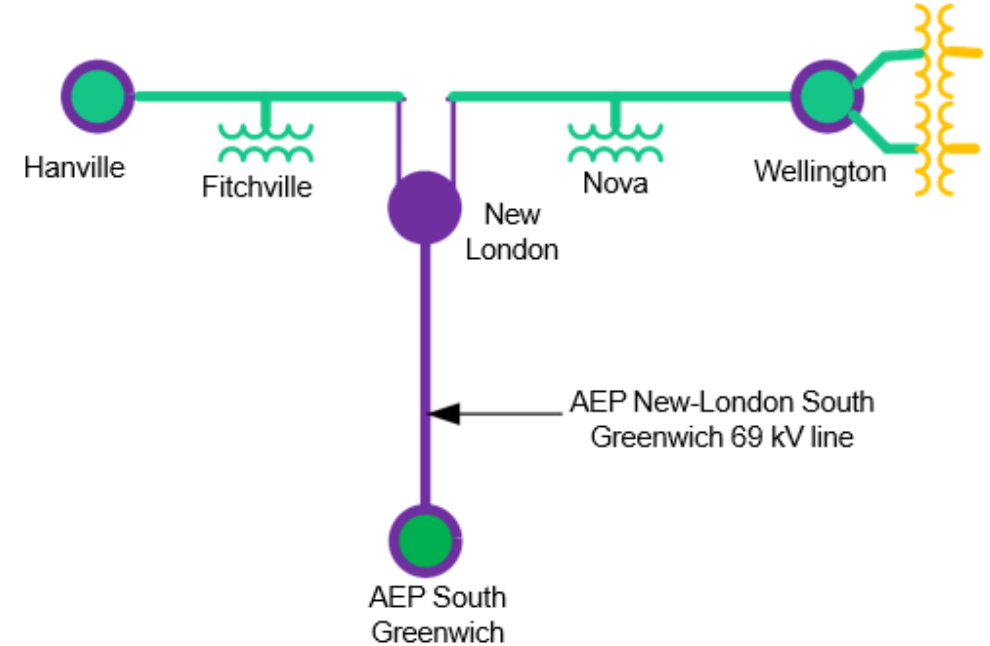 Hanville
Fitchville
New
London
Nova
Wellington
AEP New-London South
Greenwich 69 kV line
AEP South
Greenwich